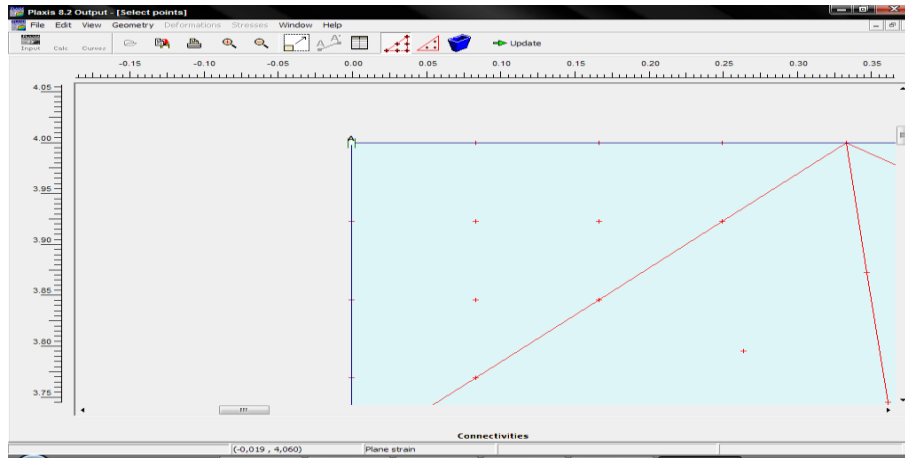 Plaxis 8.2 Output - [Select points]
File Edit View Geometry Deformations Stresses Window Help
Input Calc Curves Update
-0.15 -0.10 -0.05 0.00 0.05 0.10 0.15 0.20 0.25 0.30 0.35
4.05
4.00
A
3.95
3.90
3.85
3.80
3.75
Connectivities
(-0,019 , 4,060) Plane strain